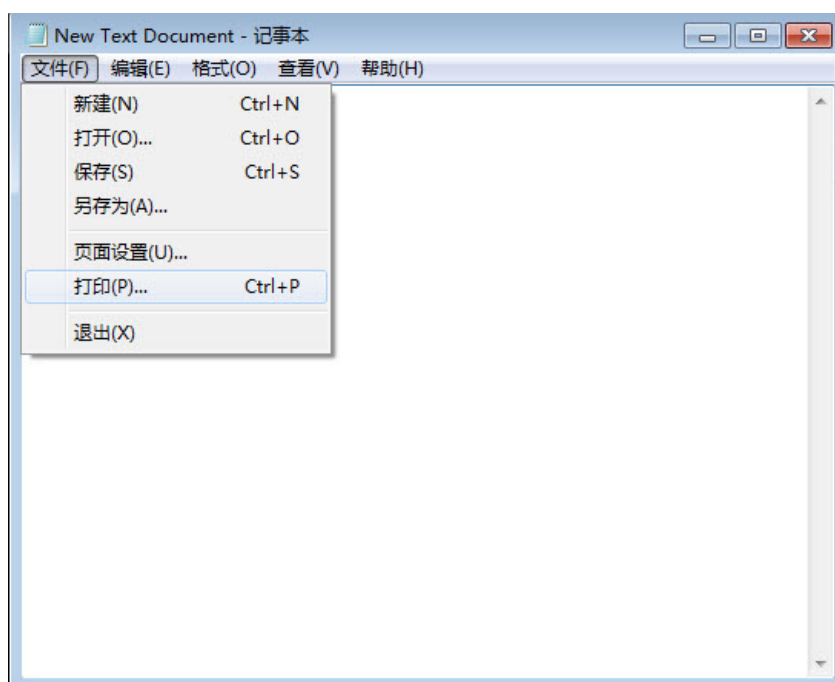 New Text Document - 记事本
文件(F) 编辑(E) 格式(O) 查看(V) 帮助(H)
新建(N) Ctrl+N
打开(O)... Ctrl+O
保存(S) Ctrl+S
另存为(A)...
页面设置(U)...
打印(P)... Ctrl+P
退出(X)